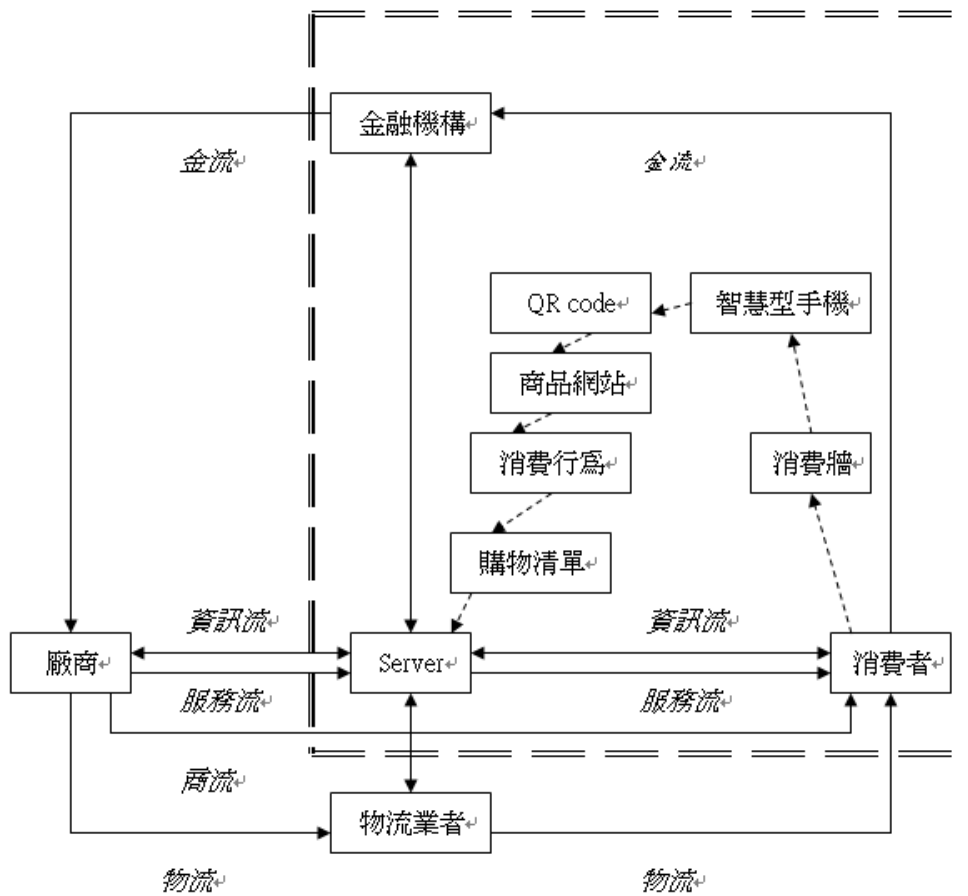 金融機構
金流
金流
QR code
智慧型手機
商品網站
消費行為
消費牆
購物清單
資訊流
資訊流
廠商
Server
消費者
服務流
服務流
商流
物流業者
物流
物流